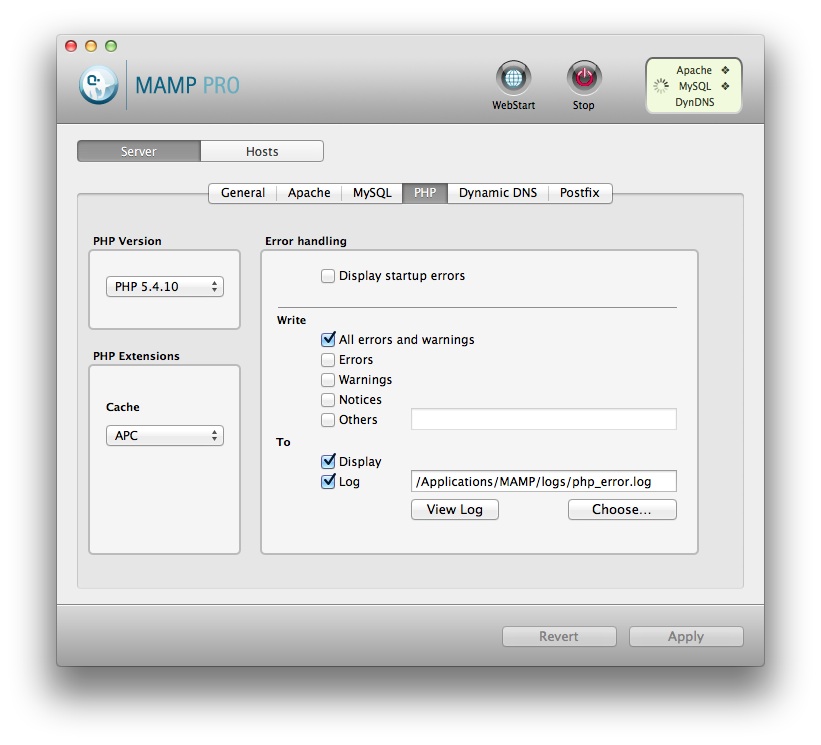 MAMP PRO
WebStart
Stop
Apache
MySQL
DynDNS
Server
Hosts
General
Apache
MySQL
PHP
Dynamic DNS
Postfix
PHP Version
PHP 5.4.10
PHP Extensions
Cache
APC
Error handling
Display startup errors
Write
All errors and warnings
Errors
Warnings
Notices
Others
To
Display
Log
/Applications/MAMP/logs/php_error.log
View Log
Choose...
Revert
Apply